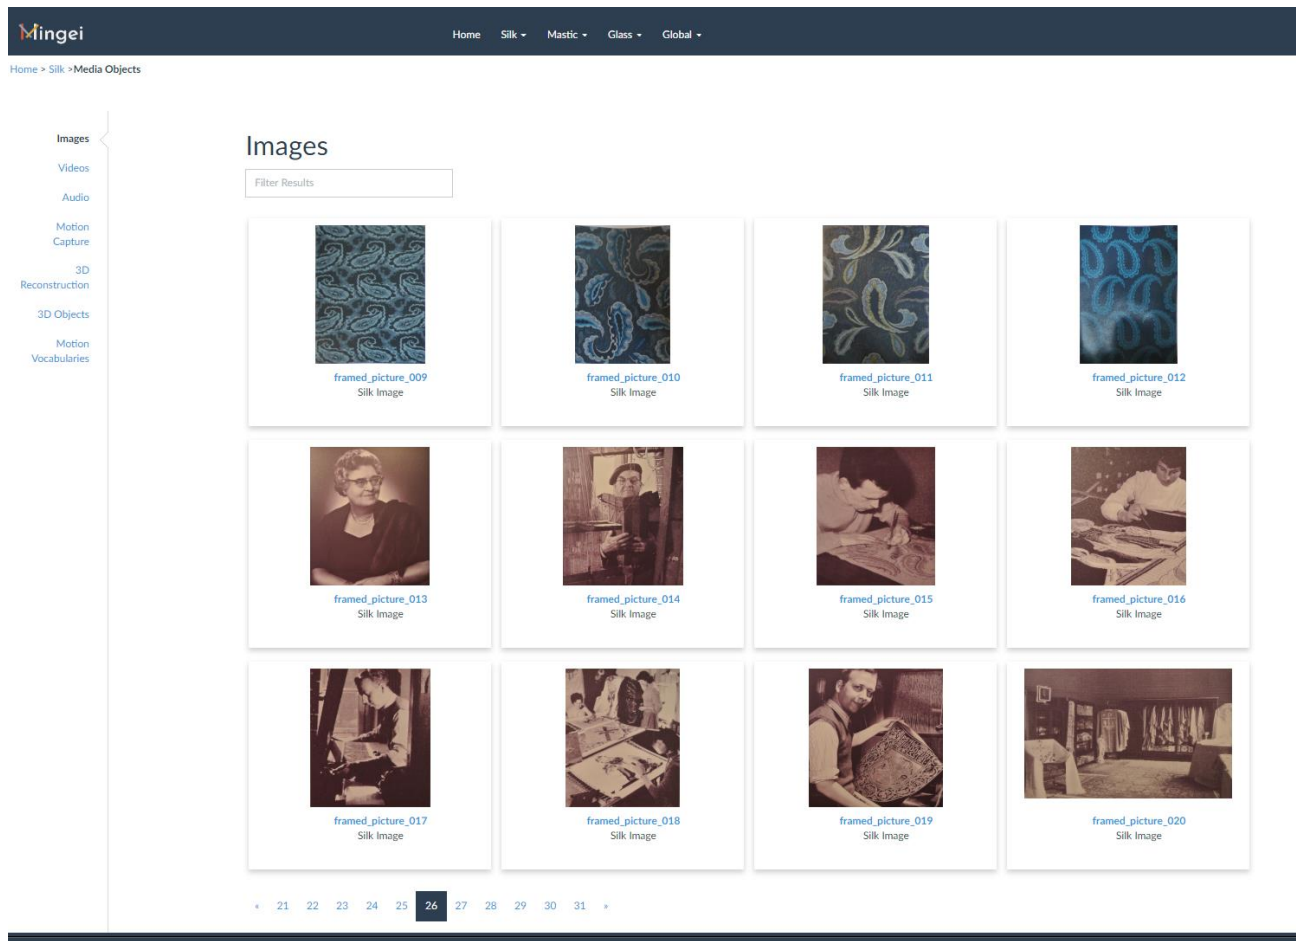 Mingei
Home Silk Mastic Glass Global
Home > Silk >Media Objects
Images
Videos
Audio
Motion
Capture
3D
Reconstruction
3D Objects
Motion
Vocabularies
Images
Filter Results
framed_picture_009 framed_picture_010 framed_picture_011 framed_picture_012
Silk Image Silk Image Silk Image Silk Image
framed_picture_013 framed_picture_014 framed_picture_015 framed_picture_016
Silk Image Silk Image Silk Image Silk Image
framed_picture_017 framed_picture_018 framed_picture_019 framed_picture_020
Silk Image Silk Image Silk Image Silk Image
« 21 22 23 24 25 26 27 28 29 30 31 »